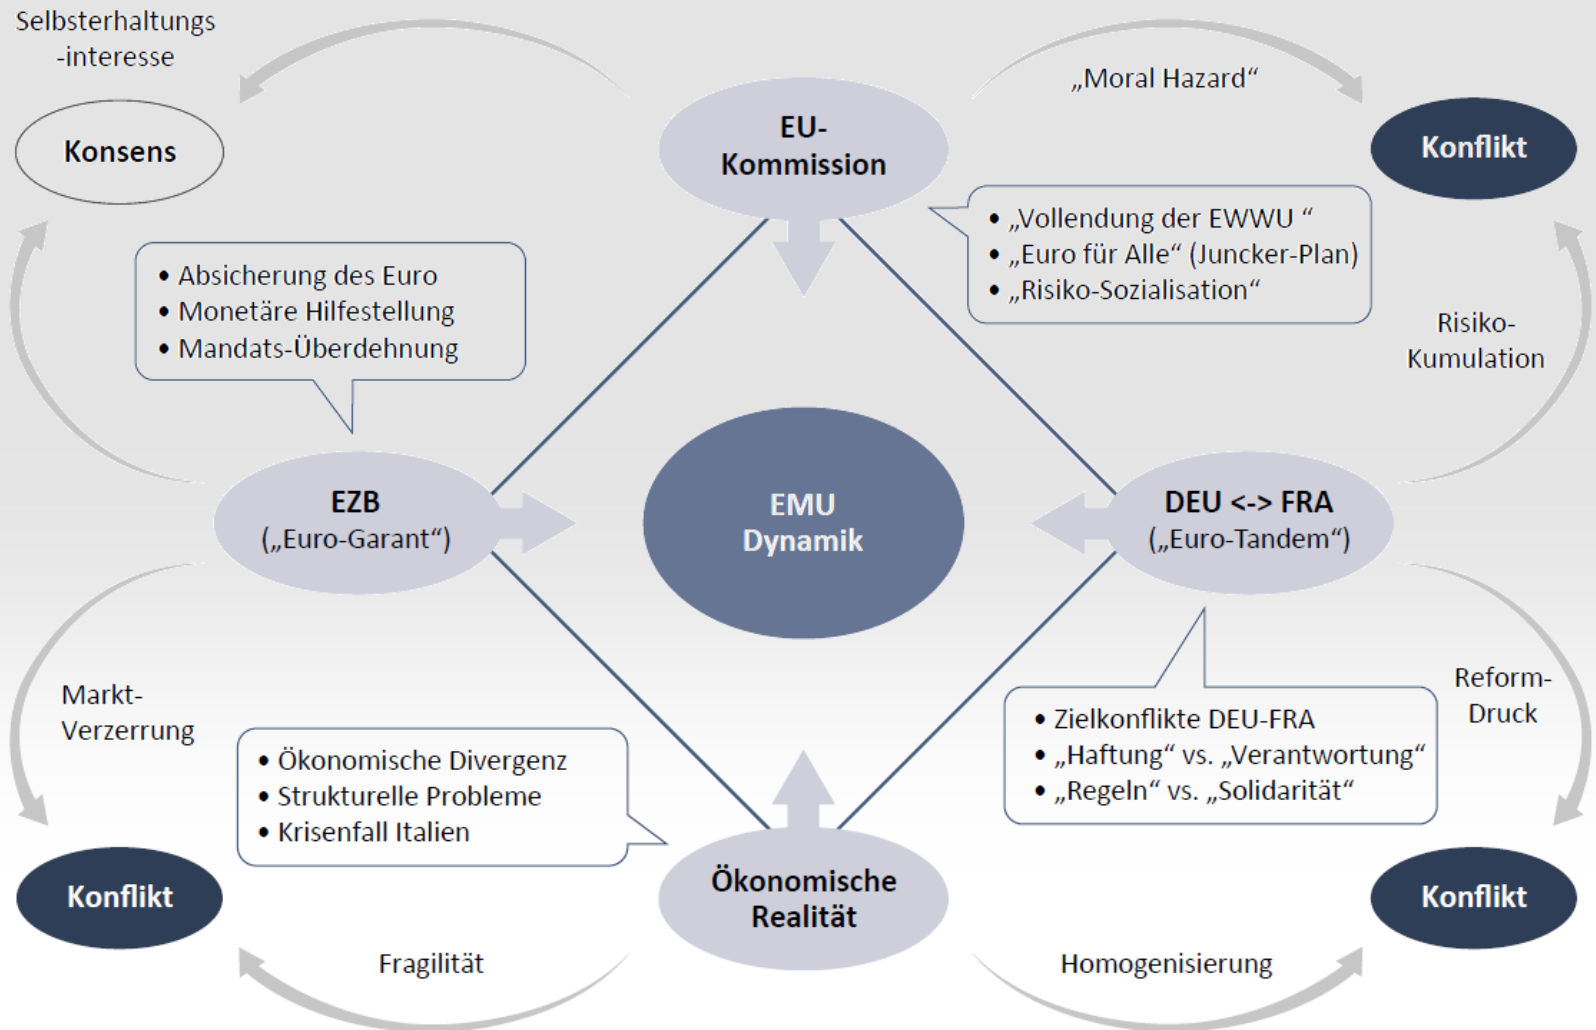 Selbsterhaltungs
-interesse
Konsens
„Moral Hazard“
EU-
Kommission
Konflikt
• „Vollendung der EWWU “
• „Euro für Alle“ (Juncker-Plan)
• „Risiko-Sozialisation“
• Absicherung des Euro
• Monetäre Hilfestellung
• Mandats-Überdehnung
Risiko-
Kumulation
EZB
(„Euro-Garant“)
EMU
Dynamik
DEU <-> FRA
(„Euro-Tandem“)
Markt-
Verzerrung
Reform-
Druck
• Ökonomische Divergenz
• Strukturelle Probleme
• Krisenfall Italien
• Zielkonflikte DEU-FRA
• „Haftung“ vs. „Verantwortung“
• „Regeln“ vs. „Solidarität“
Konflikt
Ökonomische
Realität
Konflikt
Fragilität
Homogenisierung